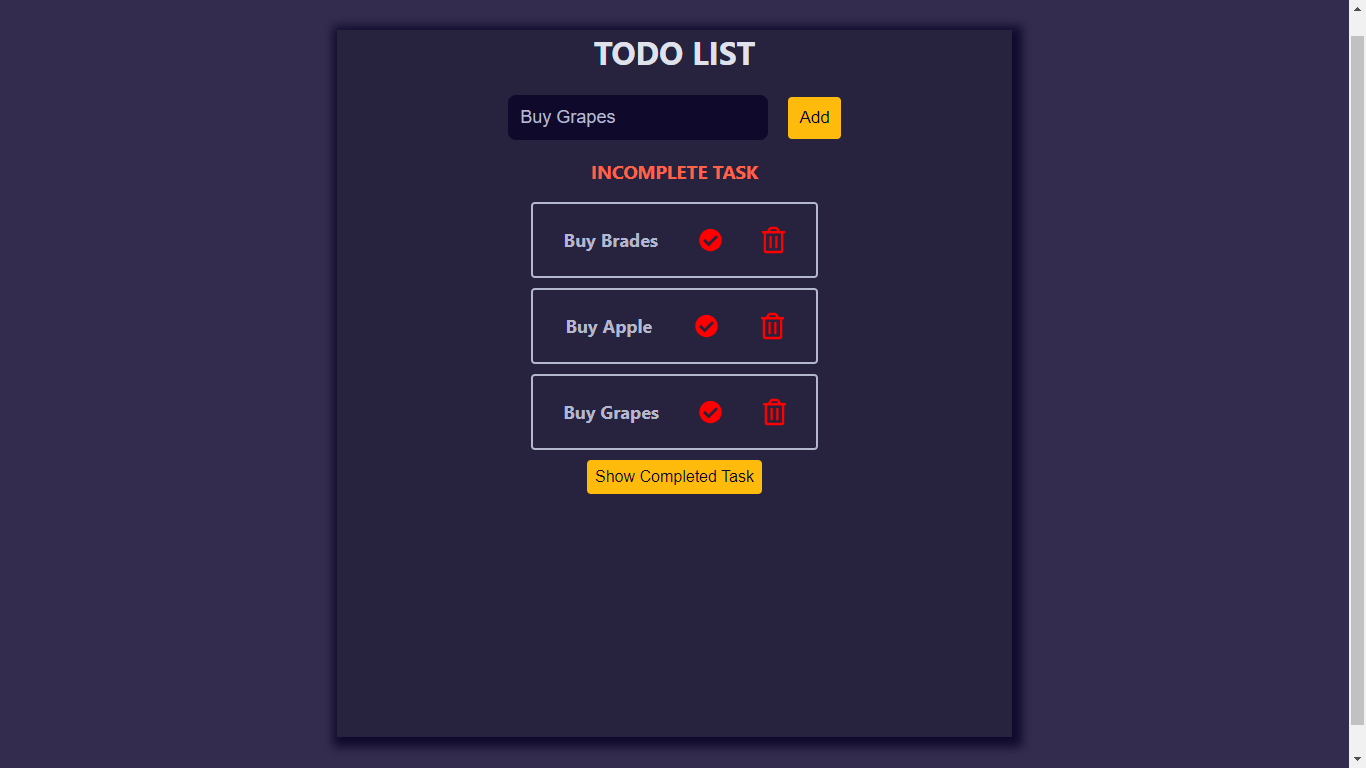 TODO LIST
Buy Grapes
Add
INCOMPLETE TASK
Buy Brades
Buy Apple
Buy Grapes
Show Completed Task